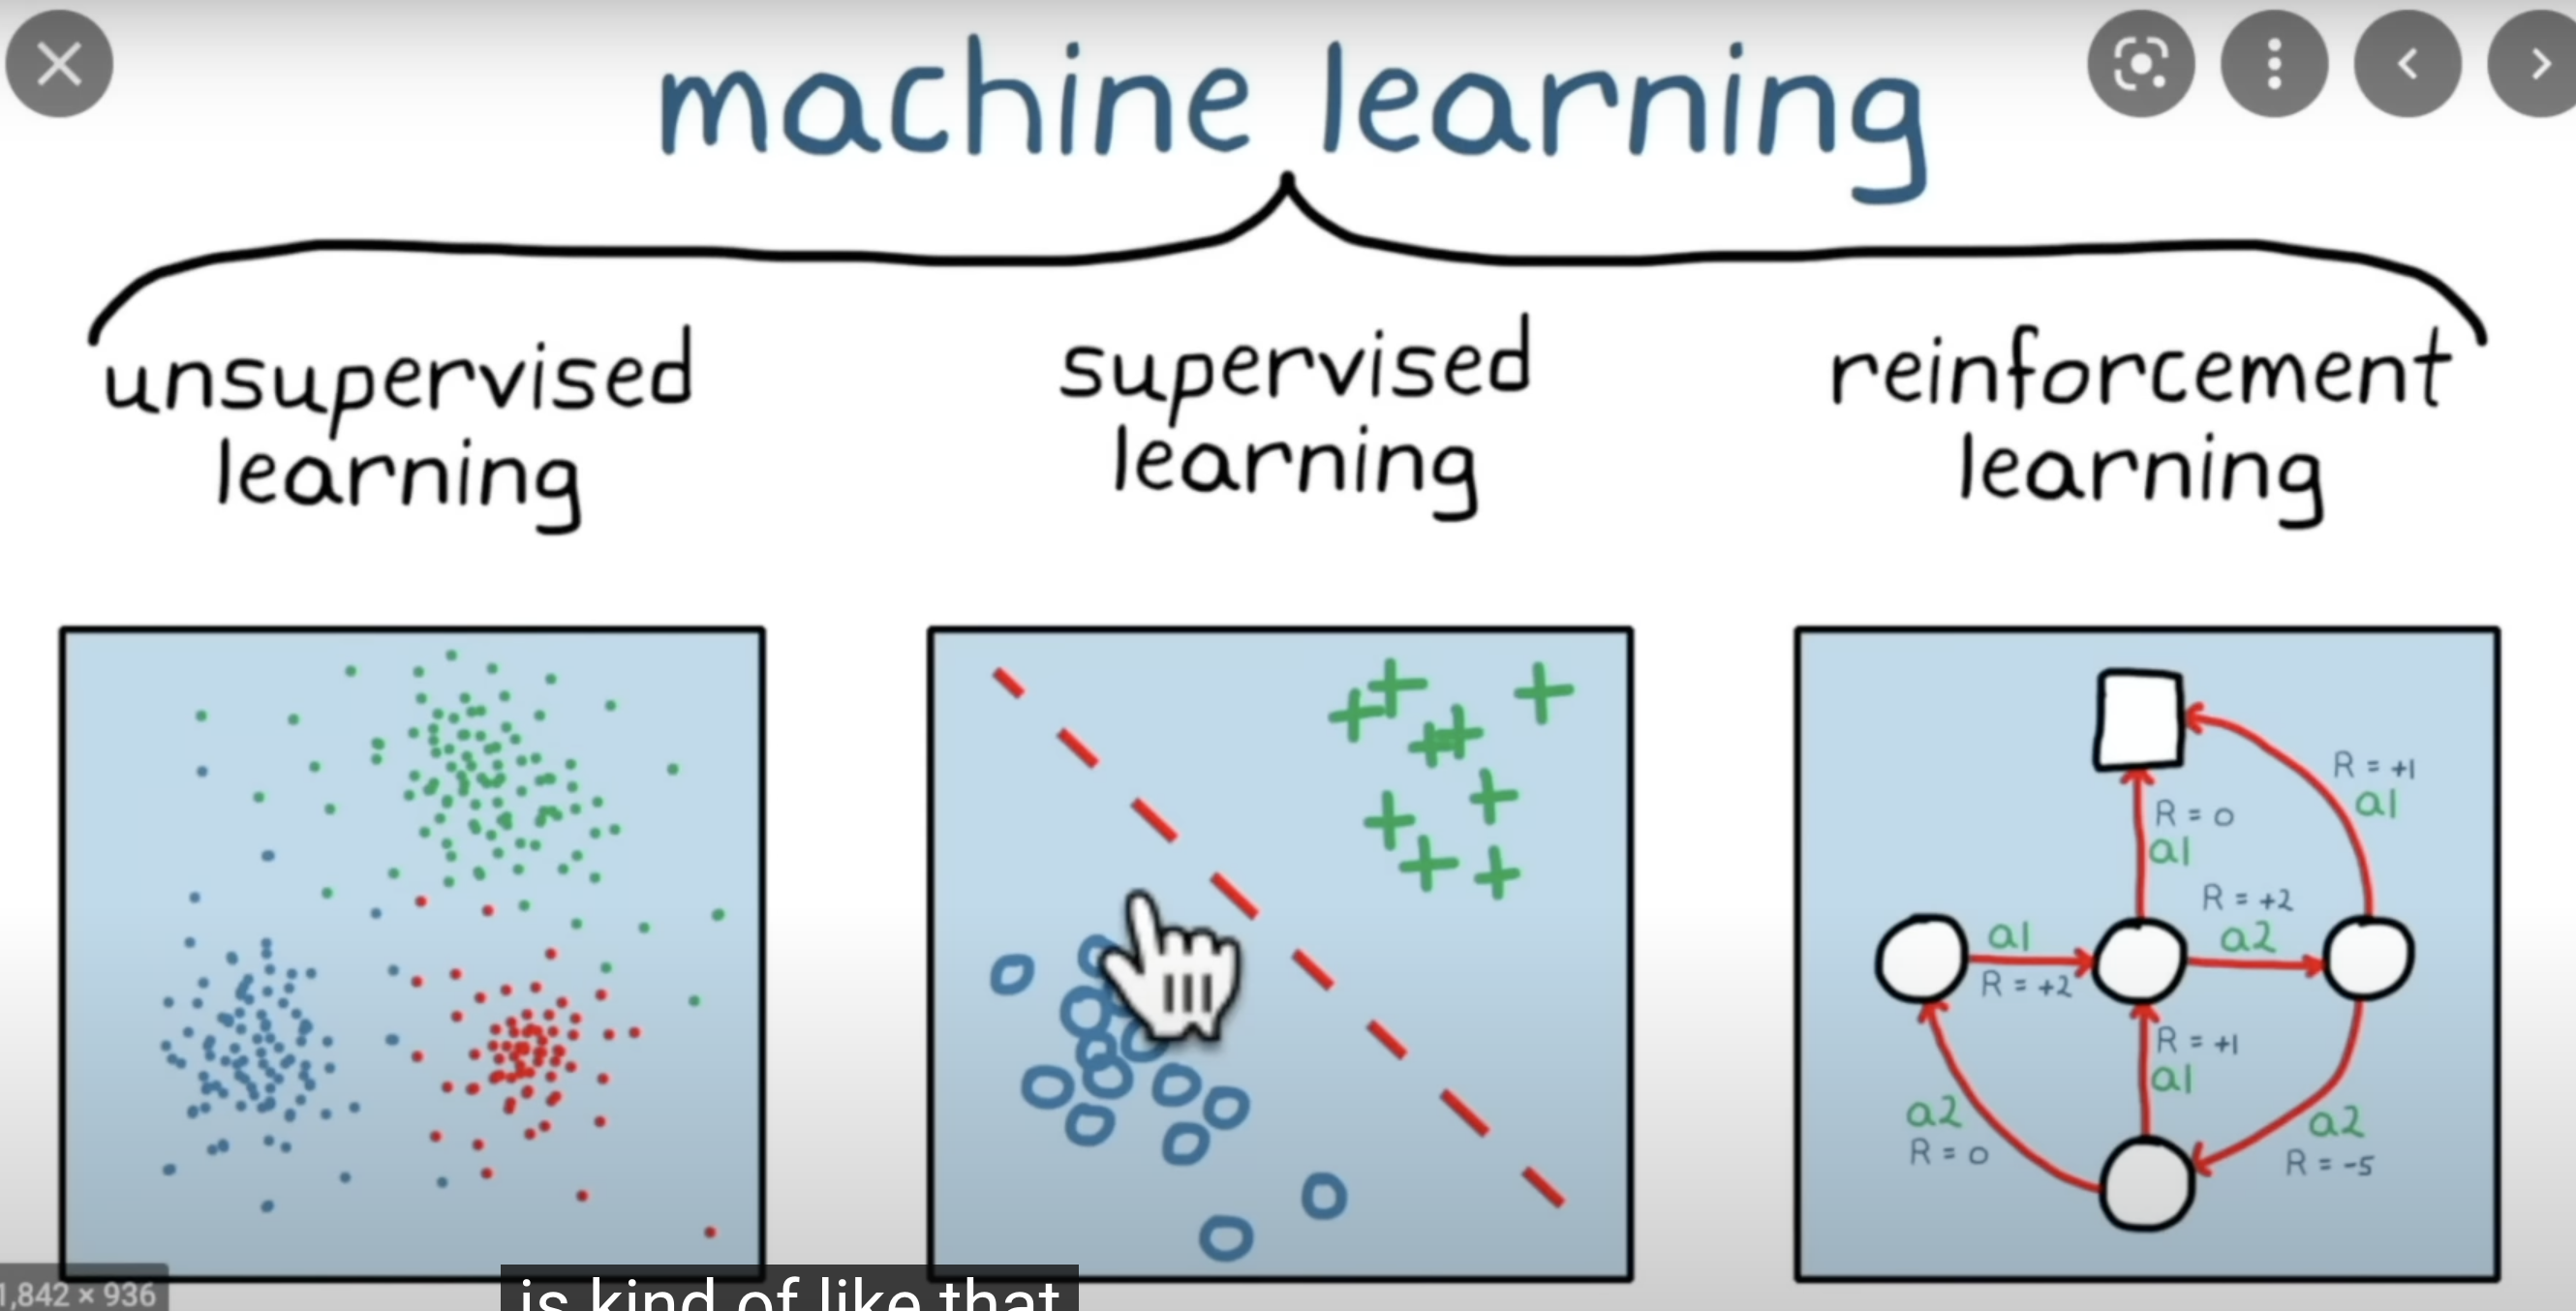 machine learning
unsupervised
learning
supervised
learning
reinforcement
learning
R = +1
a1
R = 0
a1
R = +2
a2
a1
R = +2
R = +1
a1
a2
R = 0
a2
R = -5
1,842 × 936
is kind of like that